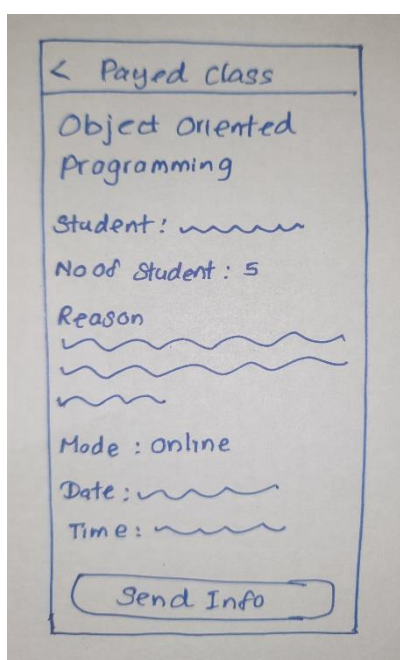 < Payed class
Object Oriented
Programming
Student:
No of Student : 5
Reason
Mode : Online
Date :
Time :
Send Info